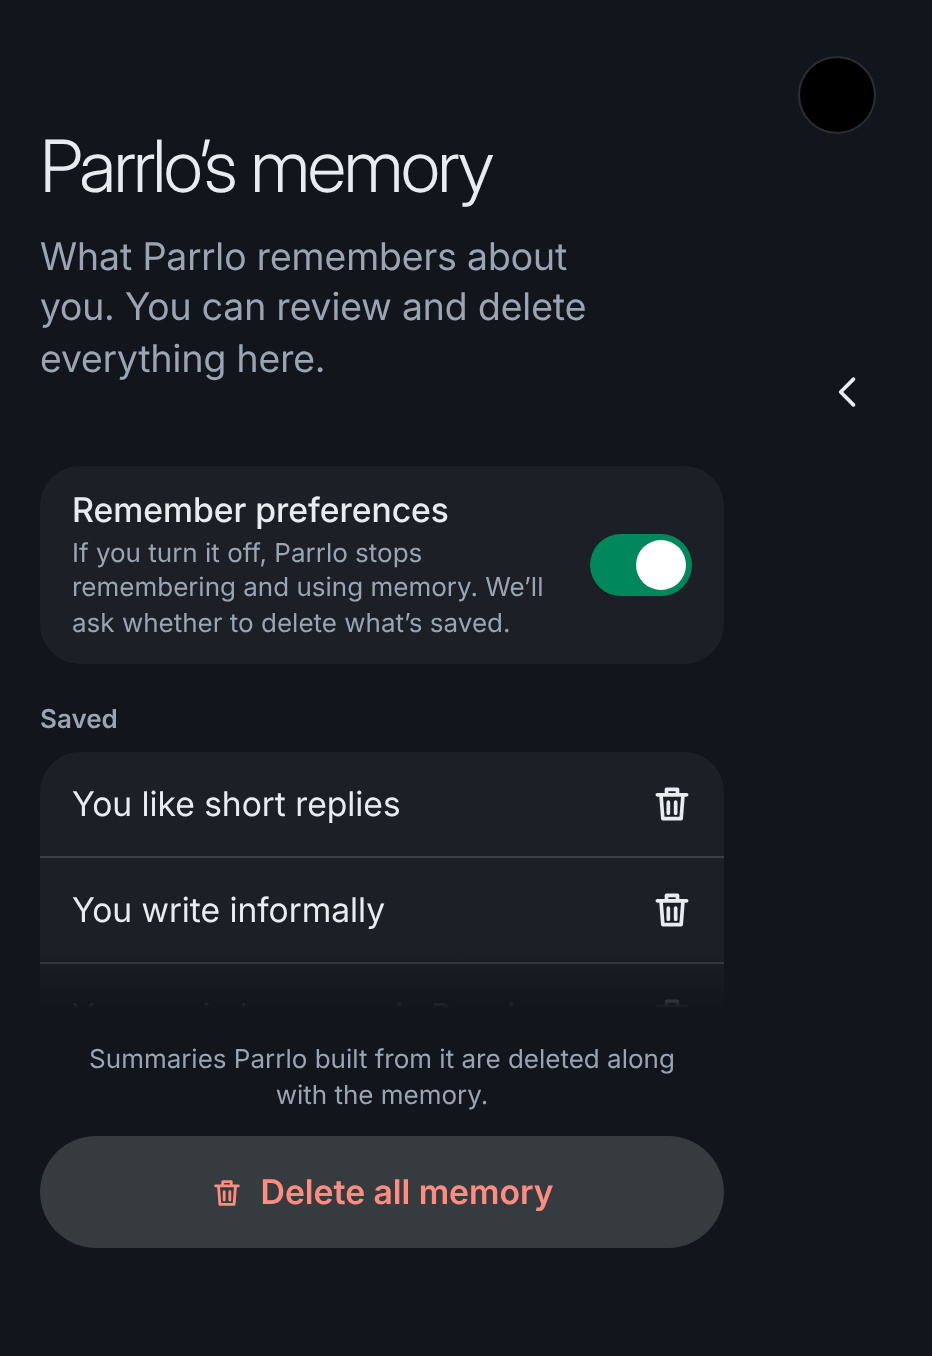 Parrlo’s memory
What Parrlo remembers about
you. You can review and delete
everything here.
Remember preferences
If you turn it off, Parrlo stops
remembering and using memory. We’ll
ask whether to delete what’s saved.
Saved
You like short replies
You write informally
Summaries Parrlo built from it are deleted along
with the memory.
Delete all memory